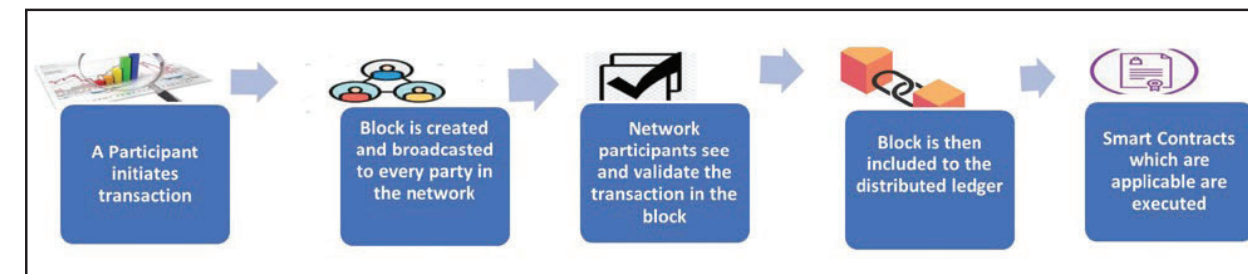 A Participant
initiates
transaction
Block is created
and broadcasted
to every party in
the network
Network
participants see
and validate the
transaction in the
block
Block is then
included to the
distributed ledger
Smart Contracts
which are
applicable are
executed